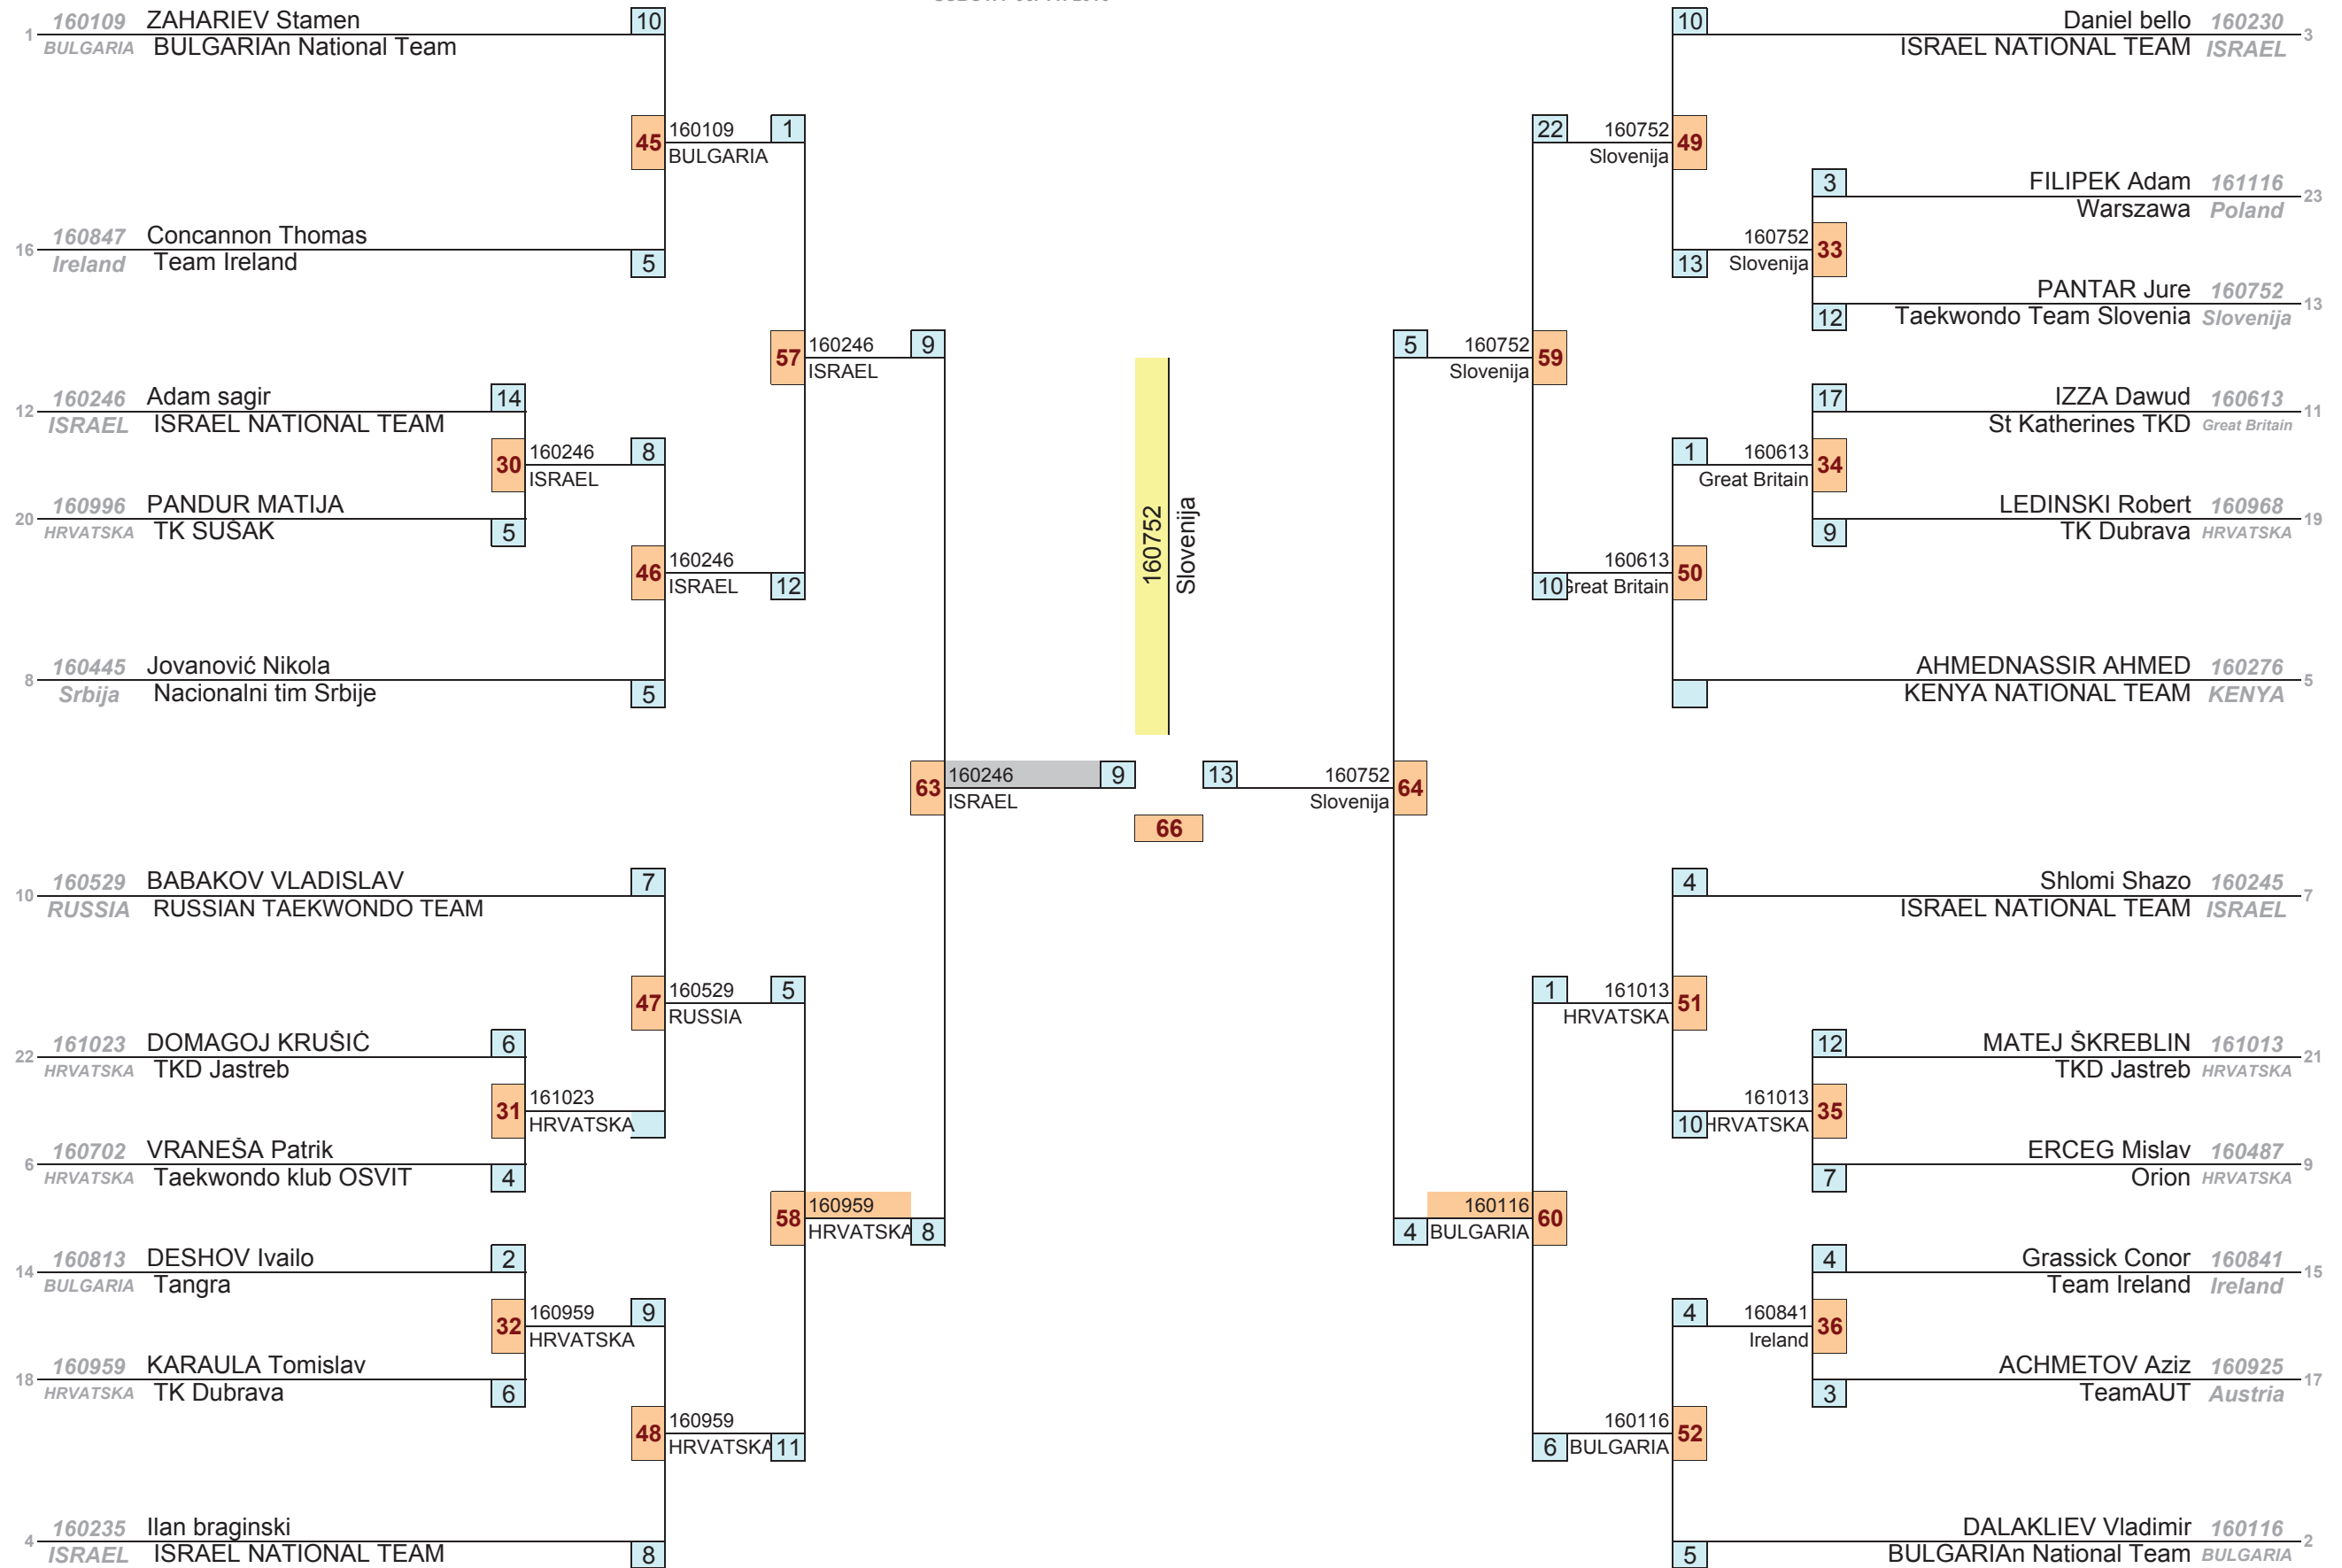 160109 ZAHARIEV Stamen 10
1 BULGARIA BULGARIAn National Team
45 160109 1
BULGARIA
16 160847 Concannon Thomas
Ireland Team Ireland 5
57 160246 9
ISRAEL
12 160246 Adam sagir 14
ISRAEL ISRAEL NATIONAL TEAM
30 160246 8
ISRAEL
20 160996 PANDUR MATIJA
HRVATSKA TK SUŠAK 5
46 160246
ISRAEL 12
8 160445 Jovanović Nikola
Srbija Nacionalni tim Srbije 5
63 160246 9
ISRAEL
10 160529 BABAKOV VLADISLAV 7
RUSSIA RUSSIAN TAEKWONDO TEAM
47 160529 5
RUSSIA
22 161023 DOMAGOJ KRUŠIĆ 6
HRVATSKA TKD Jastreb
31 161023
HRVATSKA
6 160702 VRANEŠA Patrik
HRVATSKA Taekwondo klub OSVIT 4
58 160959
HRVATSKA 8
14 160813 DESHOV Ivailo 2
BULGARIA Tangra
32 160959 9
HRVATSKA
18 160959 KARAULA Tomislav
HRVATSKA TK Dubrava 6
48 160959
HRVATSKA 11
4 160235 Ilan braginski
ISRAEL ISRAEL NATIONAL TEAM 8
160752
Slovenija
66
10 Daniel bello 160230 3
ISRAEL NATIONAL TEAM ISRAEL
22 160752 49
Slovenija
3 FILIPEK Adam 161116 23
Warszawa Poland
160752 33
13 Slovenija
PANTAR Jure 160752 13
12 Taekwondo Team Slovenia Slovenija
5 160752 59
Slovenija
17 IZZA Dawud 160613 11
St Katherines TKD Great Britain
1 160613 34
Great Britain
LEDINSKI Robert 160968 19
9 TK Dubrava HRVATSKA
160613 50
10 Great Britain
AHMEDNASSIR AHMED 160276 5
KENYA NATIONAL TEAM KENYA
13 160752 64
Slovenija
4 Shlomi Shazo 160245 7
ISRAEL NATIONAL TEAM ISRAEL
1 161013 51
HRVATSKA
12 MATEJ ŠKREBLIN 161013 21
TKD Jastreb HRVATSKA
161013 35
10 HRVATSKA
ERCEG Mislav 160487 9
7 Orion HRVATSKA
160116 60
4 BULGARIA
4 Grassick Conor 160841 15
Team Ireland Ireland
4 160841 36
Ireland
ACHMETOV Aziz 160925 17
3 TeamAUT Austria
160116 52
6 BULGARIA
DALAKLIEV Vladimir 160116 2
5 BULGARIAn National Team BULGARIA